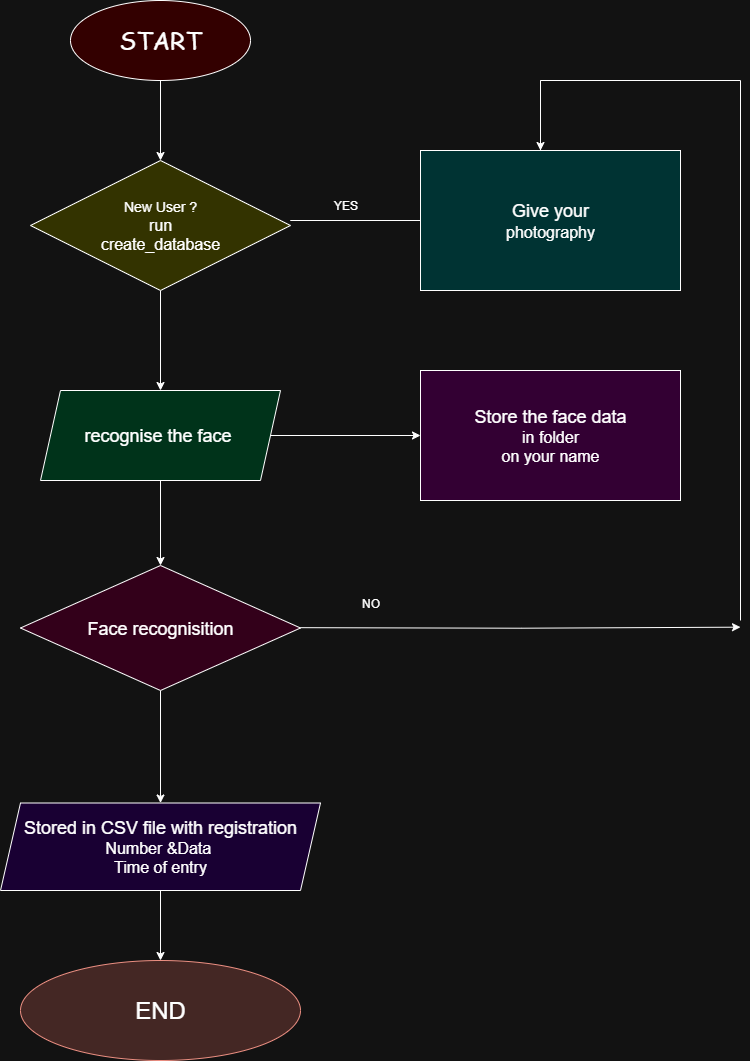 START
New User ?
run
create_database
YES
Give your
photography
recognise the face
Store the face data
in folder
on your name
Face recognisition
NO
Stored in CSV file with registration
Number &Data
Time of entry
END